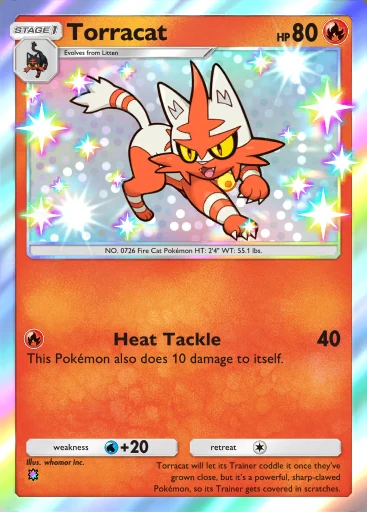 STAGE 1
Torracat
HP 80
Evolves from Litten
NO. 0726 Fire Cat Pokémon HT: 2'4" WT: 55.1 lbs.
Heat Tackle 40
This Pokémon also does 10 damage to itself.
weakness +20 retreat
Illus. whomor inc.
Torracat will let its Trainer coddle it once they've
grown close, but it's a powerful, sharp-clawed
Pokémon, so its Trainer gets covered in scratches.